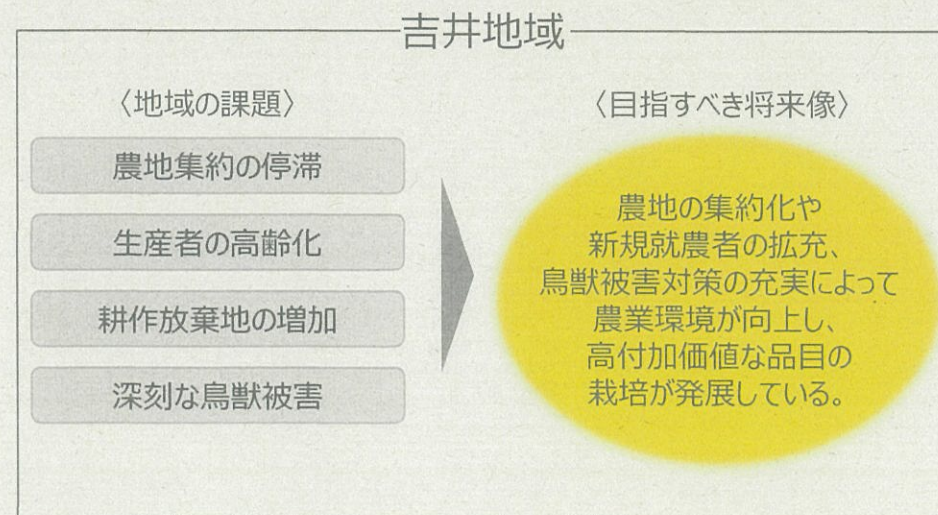 吉井地域
〈地域の課題〉
農地集約の停滞
生産者の高齢化
耕作放棄地の増加
深刻な鳥獣被害
〈目指すべき将来像〉
農地の集約化や
新規就農者の拡充、
鳥獣被害対策の充実によって
農業環境が向上し、
高付加価値な品目の
栽培が発展している。